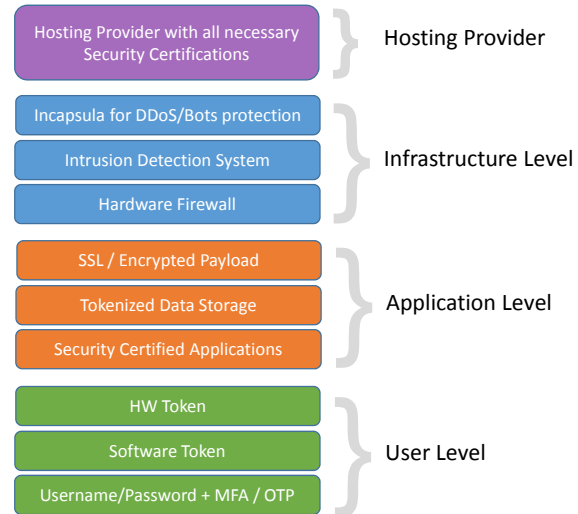 Hosting Provider with all necessary
Security Certifications
Hosting Provider
Incapsula for DDoS/Bots protection
Intrusion Detection System
Hardware Firewall
Infrastructure Level
SSL / Encrypted Payload
Tokenized Data Storage
Security Certified Applications
Application Level
HW Token
Software Token
Username/Password + MFA / OTP
User Level